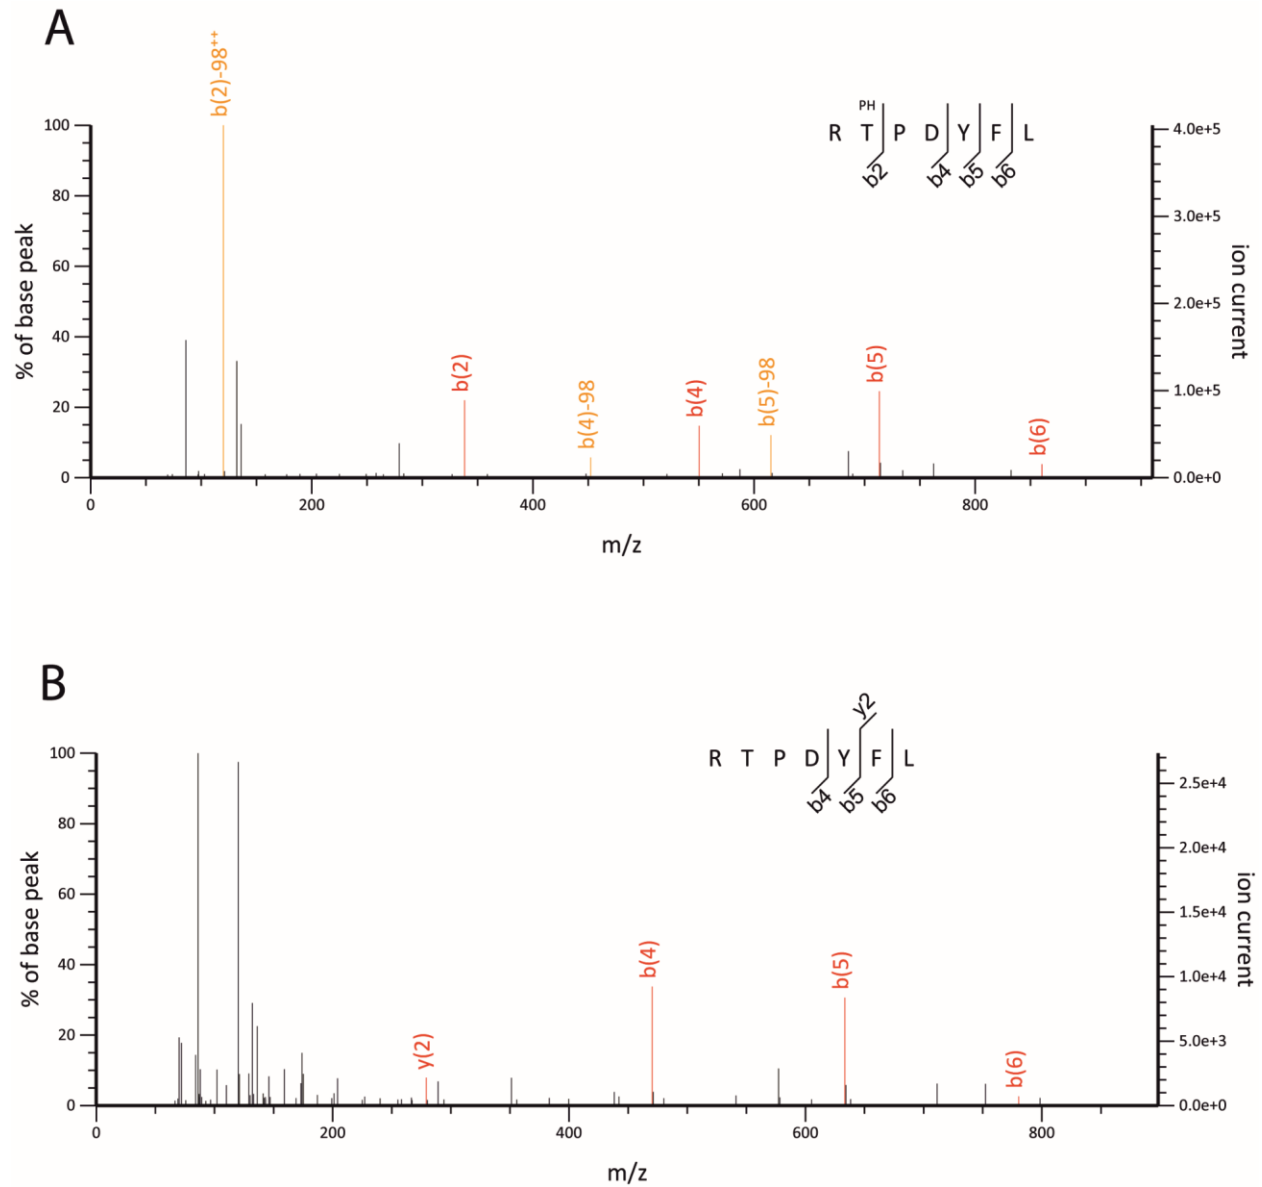 A
b(2)-98++
PH
R T P D Y F L
b2 b4 b5 b6
100
80
60
40
20
0
% of base peak
b(2)
b(4)-98
b(4)
b(5)-98
b(5)
b(6)
4.0e+5
3.0e+5
2.0e+5
1.0e+5
0.0e+0
ion current
0 200 400 600 800
m/z
B
y2
R T P D Y F L
b4 b5 b6
100
80
60
40
20
0
% of base peak
y(2)
b(4)
b(5)
b(6)
2.5e+4
2.0e+4
1.5e+4
1.0e+4
5.0e+3
0.0e+0
ion current
0 200 400 600 800
m/z